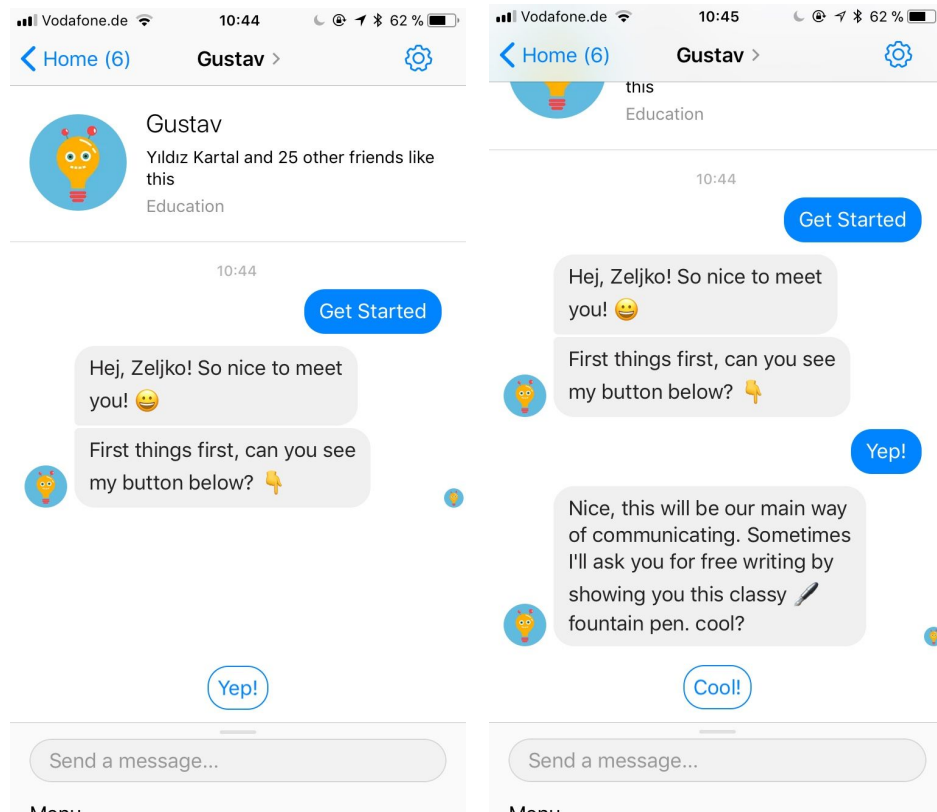 Vodafone.de 10:44 62 %
Home (6) Gustav
Gustav
Yıldız Kartal and 25 other friends like
this
Education
10:44
Get Started
Hej, Zeljko! So nice to meet
you! 😀
First things first, can you see
my button below? 👇
Yep!
Send a message...
Menu
Vodafone.de 10:45 62 %
Home (6) Gustav
this
Education
10:44
Get Started
Hej, Zeljko! So nice to meet
you! 😀
First things first, can you see
my button below? 👇
Yep!
Nice, this will be our main way
of communicating. Sometimes
I'll ask you for free writing by
showing you this classy 🖋
fountain pen. cool?
Cool!
Send a message...
Menu